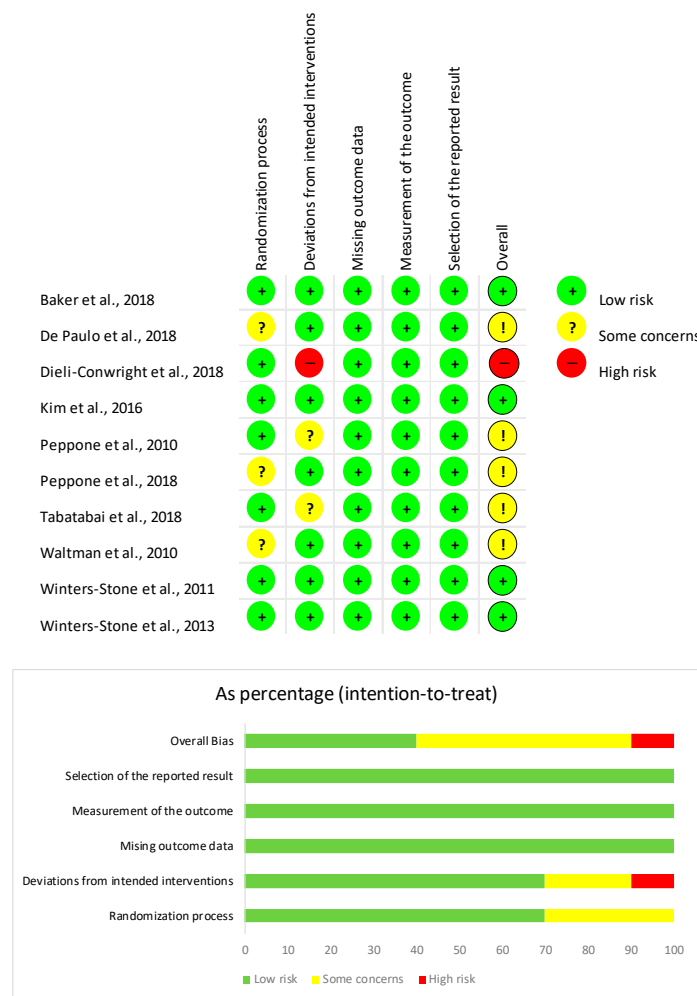 Randomization process
Deviations from intended interventions
Missing outcome data
Measurement of the outcome
Selection of the reported result
Overall
Baker et al., 2018 + + + + + +
De Paulo et al., 2018 ? + + + + !
Dieli-Conwright et al., 2018 + − + + + −
Kim et al., 2016 + + + + + +
Peppone et al., 2010 + ? + + + !
Peppone et al., 2018 ? + + + + !
Tabatabai et al., 2018 + ? + + + !
Waltman et al., 2010 ? + + + + !
Winters-Stone et al., 2011 + + + + + +
Winters-Stone et al., 2013 + + + + + +
+ Low risk
? Some concerns
− High risk
As percentage (intention-to-treat)
Overall Bias
Selection of the reported result
Measurement of the outcome
Mising outcome data
Deviations from intended interventions
Randomization process
0 10 20 30 40 50 60 70 80 90 100
Low risk Some concerns High risk